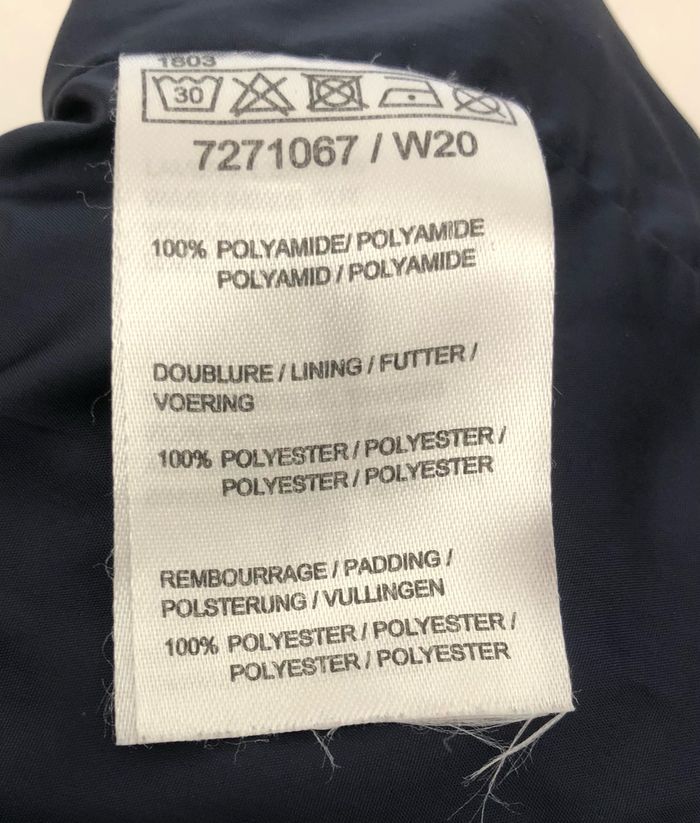 1803
30
7271067 / W20
100% POLYAMIDE/ POLYAMIDE
POLYAMID / POLYAMIDE
DOUBLURE / LINING / FUTTER /
VOERING
100% POLYESTER / POLYESTER /
POLYESTER / POLYESTER
REMBOURRAGE / PADDING /
POLSTERUNG / VULLINGEN
100% POLYESTER / POLYESTER /
POLYESTER / POLYESTER